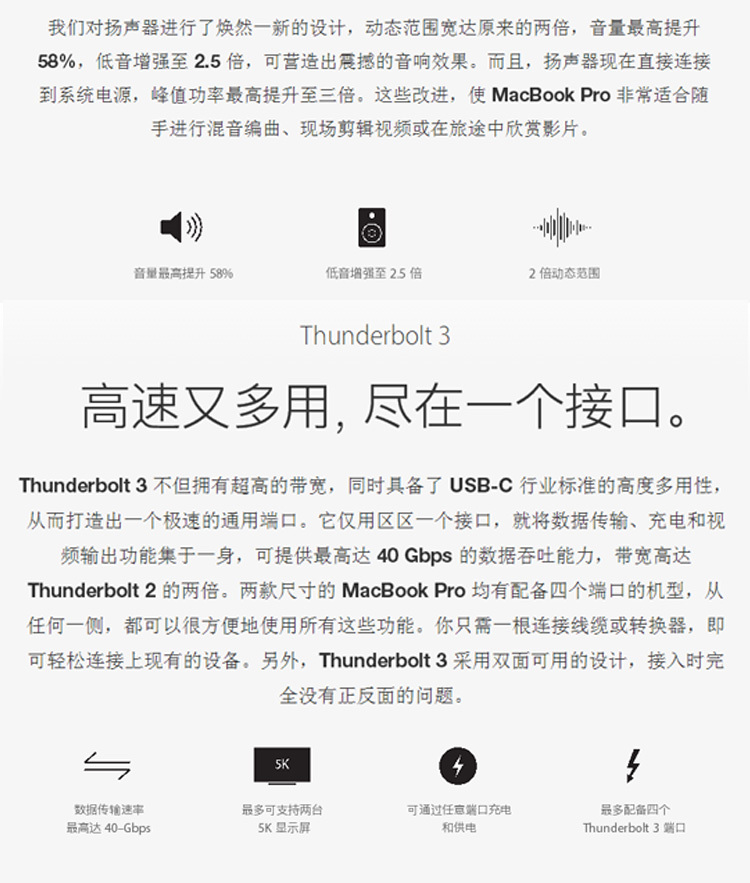 我们对扬声器进行了焕然一新的设计，动态范围宽达原来的两倍，音量最高提升
58%，低音增强至 2.5 倍，可营造出震撼的音响效果。而且，扬声器现在直接连接
到系统电源，峰值功率最高提升至三倍。这些改进，使 MacBook Pro 非常适合随
手进行混音编曲、现场剪辑视频或在旅途中欣赏影片。
音量最高提升 58%
低音增强至 2.5 倍
2 倍动态范围
Thunderbolt 3
高速又多用，尽在一个接口。
Thunderbolt 3 不但拥有超高的带宽，同时具备了 USB-C 行业标准的高度多用性，
从而打造出一个极速的通用端口。它仅用区区一个接口，就将数据传输、充电和视
频输出功能集于一身，可提供最高达 40 Gbps 的数据吞吐能力，带宽高达
Thunderbolt 2 的两倍。两款尺寸的 MacBook Pro 均有配备四个端口的机型，从
任何一侧，都可以很方便地使用所有这些功能。你只需一根连接线缆或转换器，即
可轻松连接上现有的设备。另外，Thunderbolt 3 采用双面可用的设计，接入时完
全没有正反面的问题。
5K
数据传输速率
最高达 40–Gbps
最多可支持两台
5K 显示屏
可通过任意端口充电
和供电
最多配备四个
Thunderbolt 3 端口